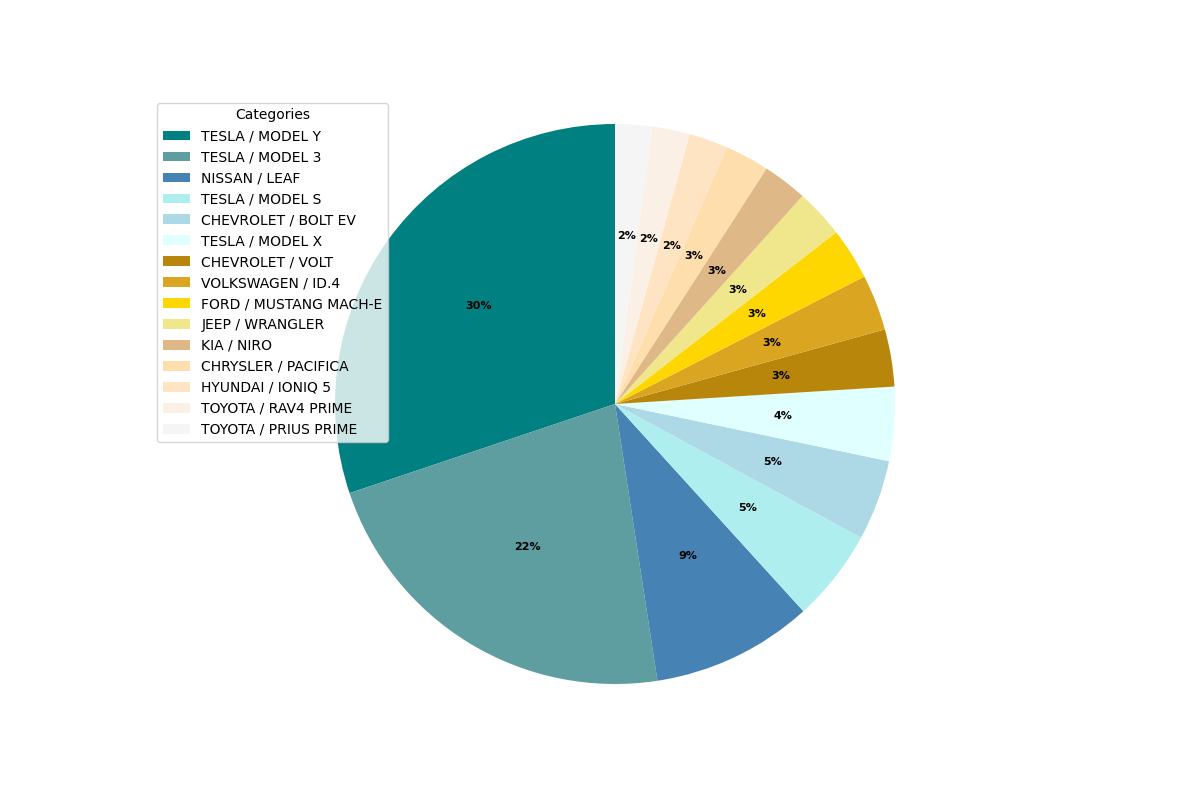 Categories
TESLA / MODEL Y
TESLA / MODEL 3
NISSAN / LEAF
TESLA / MODEL S
CHEVROLET / BOLT EV
TESLA / MODEL X
CHEVROLET / VOLT
VOLKSWAGEN / ID.4
FORD / MUSTANG MACH-E
JEEP / WRANGLER
KIA / NIRO
CHRYSLER / PACIFICA
HYUNDAI / IONIQ 5
TOYOTA / RAV4 PRIME
TOYOTA / PRIUS PRIME
30%
22%
9%
5%
5%
4%
3%
3%
3%
3%
3%
3%
2%
2%
2%